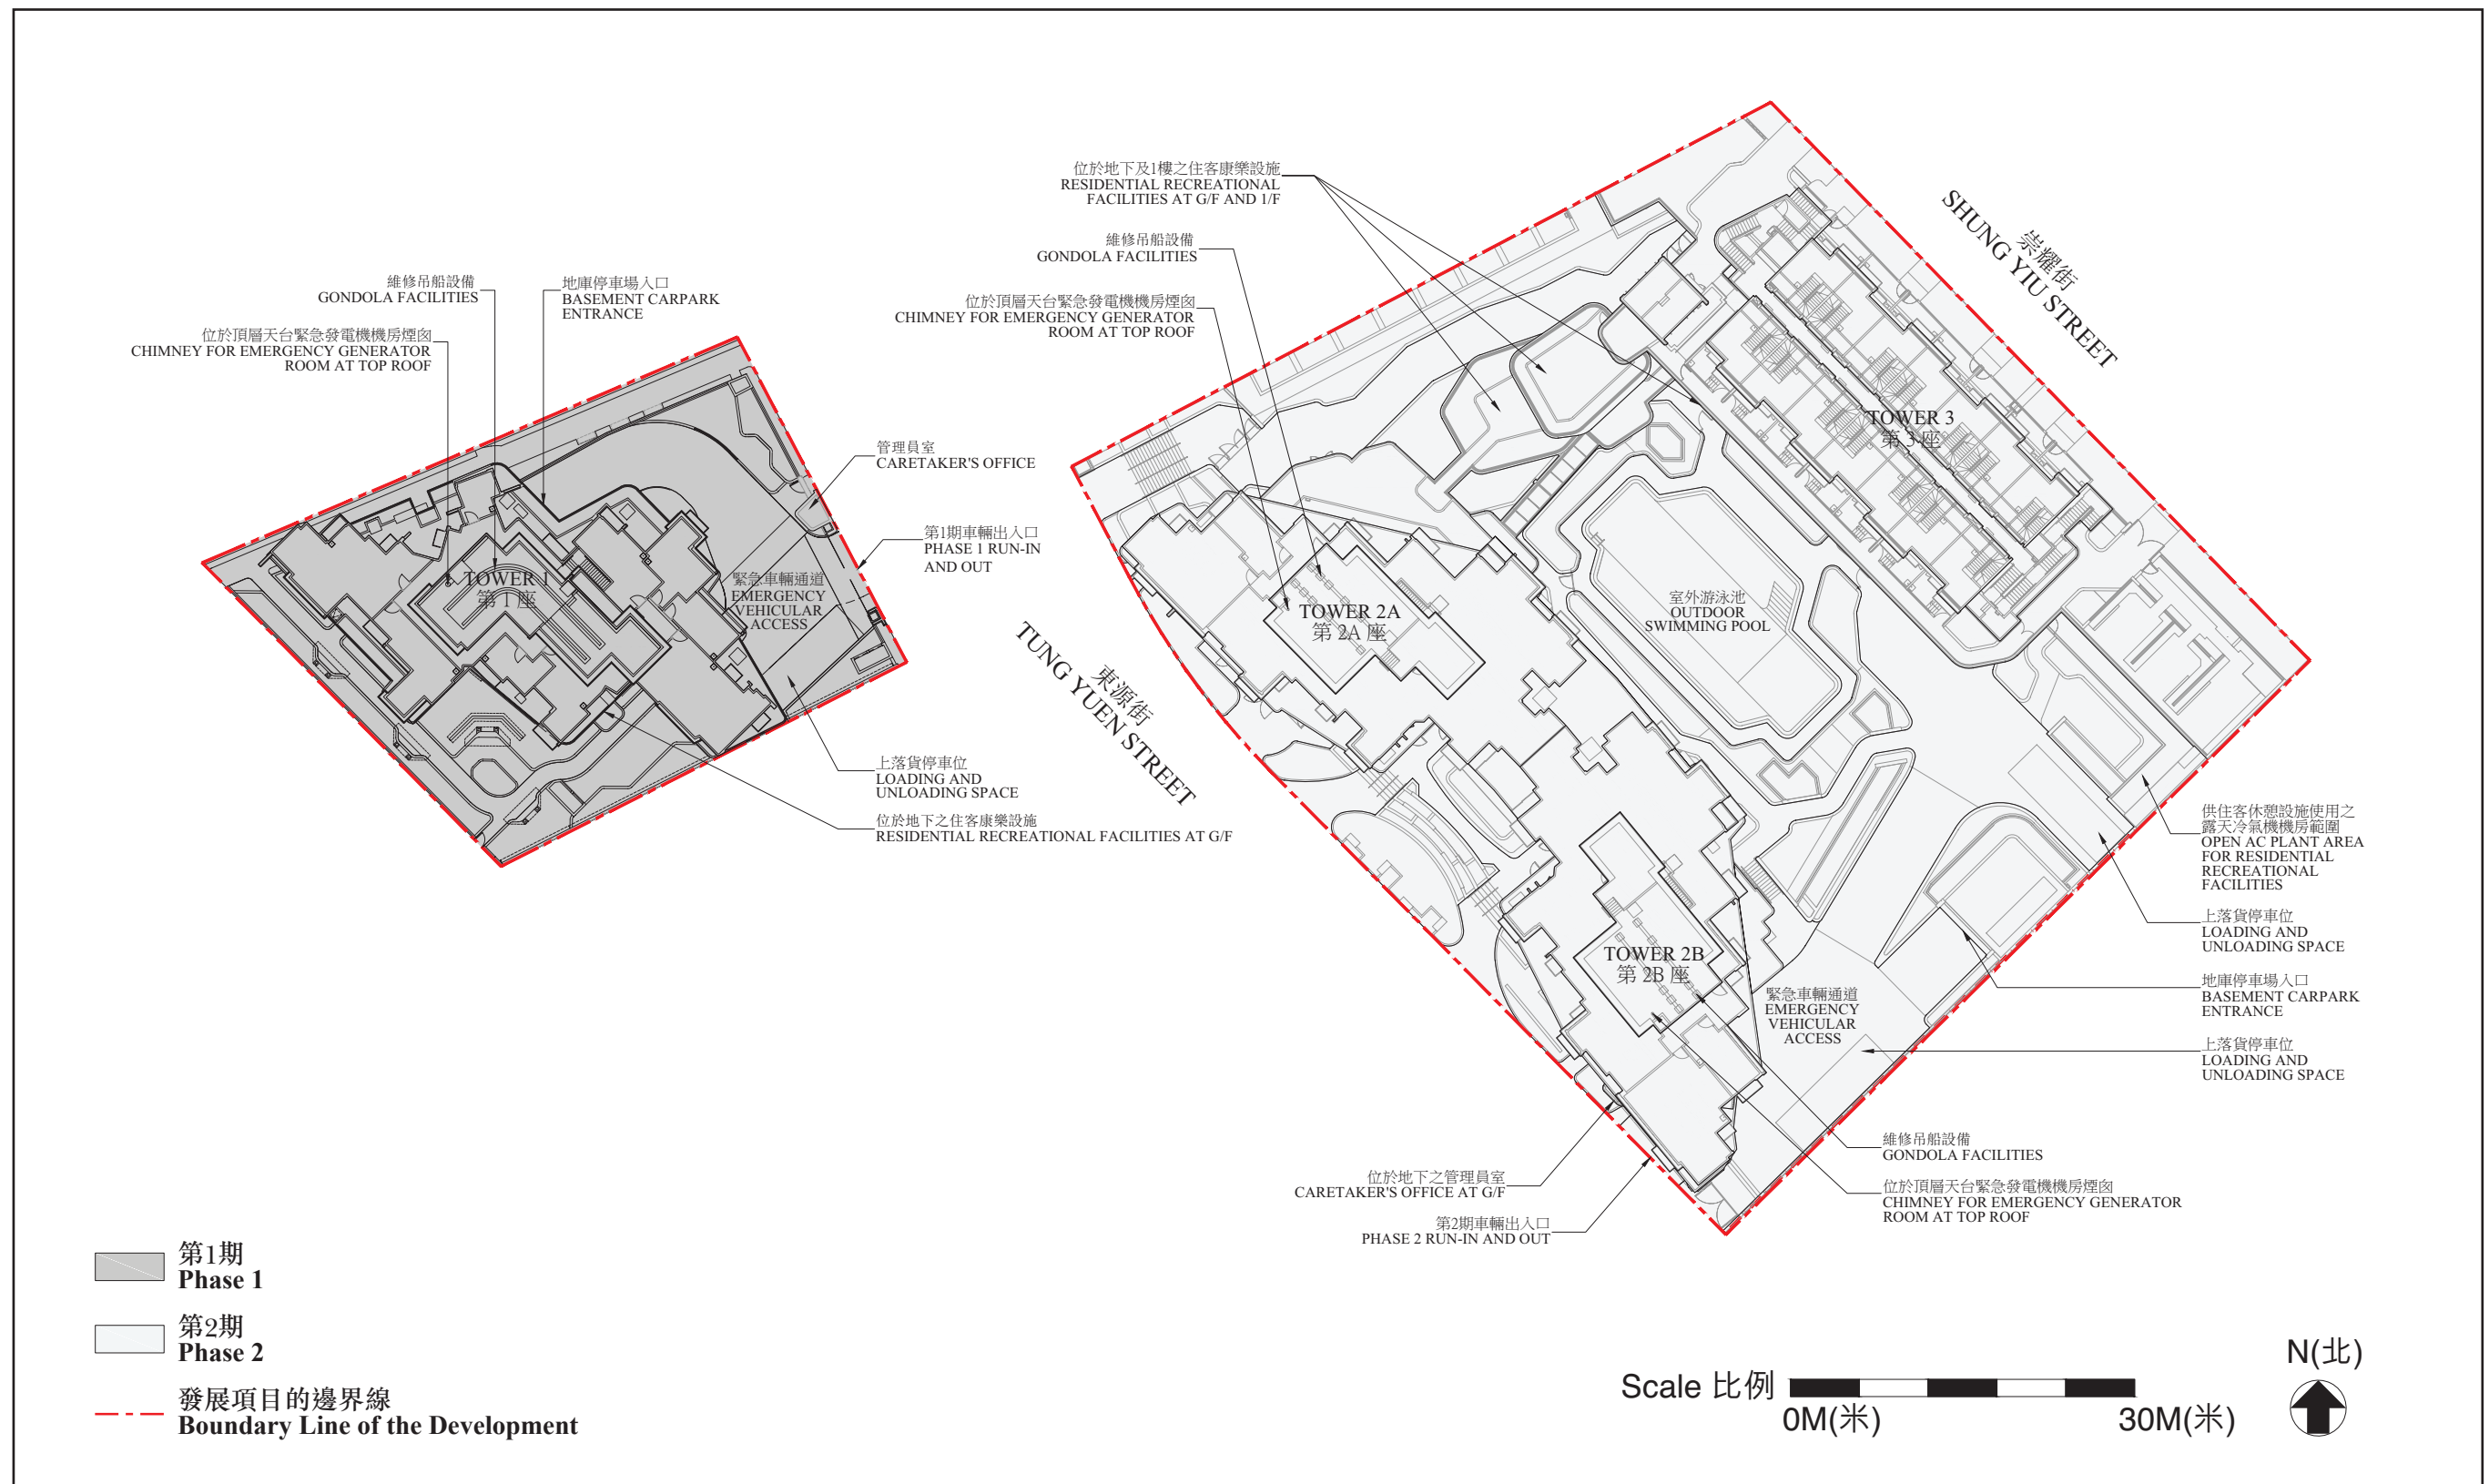 維修吊船設備
GONDOLA FACILITIES
地庫停車場入口
BASEMENT CARPARK
ENTRANCE
位於頂層天台緊急發電機機房煙囪
CHIMNEY FOR EMERGENCY GENERATOR
ROOM AT TOP ROOF
管理員室
CARETAKER'S OFFICE
第1期車輛出入口
PHASE 1 RUN-IN
AND OUT
TOWER 1
第 1 座
緊急車輛通道
EMERGENCY
VEHICULAR
ACCESS
上落貨停車位
LOADING AND
UNLOADING SPACE
位於地下之住客康樂設施
RESIDENTIAL RECREATIONAL FACILITIES AT G/F
位於地下及1樓之住客康樂設施
RESIDENTIAL RECREATIONAL
FACILITIES AT G/F AND 1/F
維修吊船設備
GONDOLA FACILITIES
位於頂層天台緊急發電機機房煙囪
CHIMNEY FOR EMERGENCY GENERATOR
ROOM AT TOP ROOF
崇耀街
SHUNG YIU STREET
TOWER 3
第 3 座
室外游泳池
OUTDOOR
SWIMMING POOL
TOWER 2A
第 2A 座
東源街
TUNG YUEN STREET
TOWER 2B
第 2B 座
緊急車輛通道
EMERGENCY
VEHICULAR
ACCESS
供住客休憩設施使用之
露天冷氣機機房範圍
OPEN AC PLANT AREA
FOR RESIDENTIAL
RECREATIONAL
FACILITIES
上落貨停車位
LOADING AND
UNLOADING SPACE
地庫停車場入口
BASEMENT CARPARK
ENTRANCE
上落貨停車位
LOADING AND
UNLOADING SPACE
維修吊船設備
GONDOLA FACILITIES
位於頂層天台緊急發電機機房煙囪
CHIMNEY FOR EMERGENCY GENERATOR
ROOM AT TOP ROOF
位於地下之管理員室
CARETAKER'S OFFICE AT G/F
第2期車輛出入口
PHASE 2 RUN-IN AND OUT
第1期
Phase 1
第2期
Phase 2
發展項目的邊界線
Boundary Line of the Development
Scale 比例
0M(米)
30M(米)
N(北)